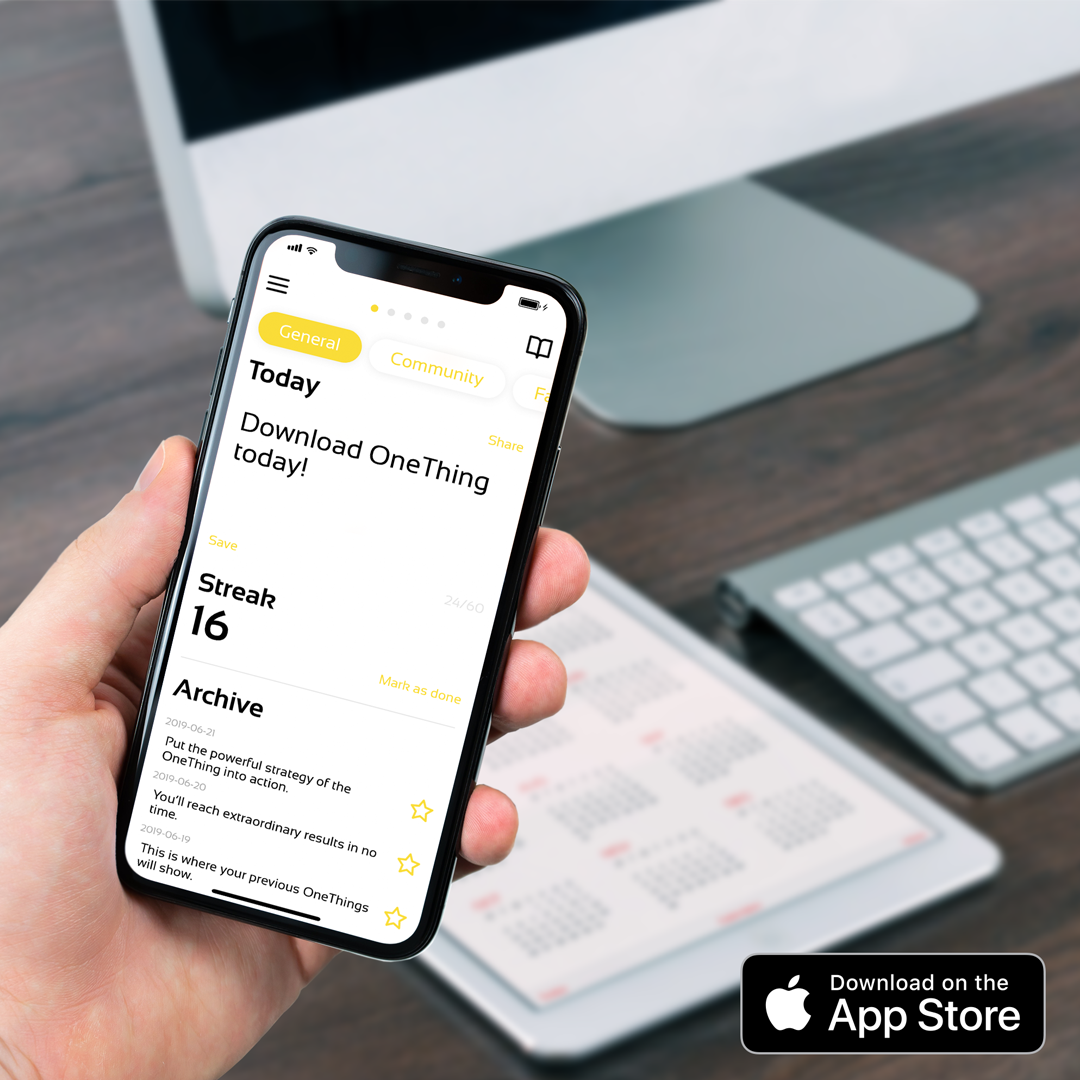 General
Community
Fa
Today
Share
Download OneThing
today!
Save
24/60
Streak
16
Mark as done
Archive
2019-06-21
Put the powerful strategy of the
OneThing into action.
2019-06-20
You'll reach extraordinary results in no
time.
2019-06-19
This is where your previous OneThings
will show.
Download on the
App Store